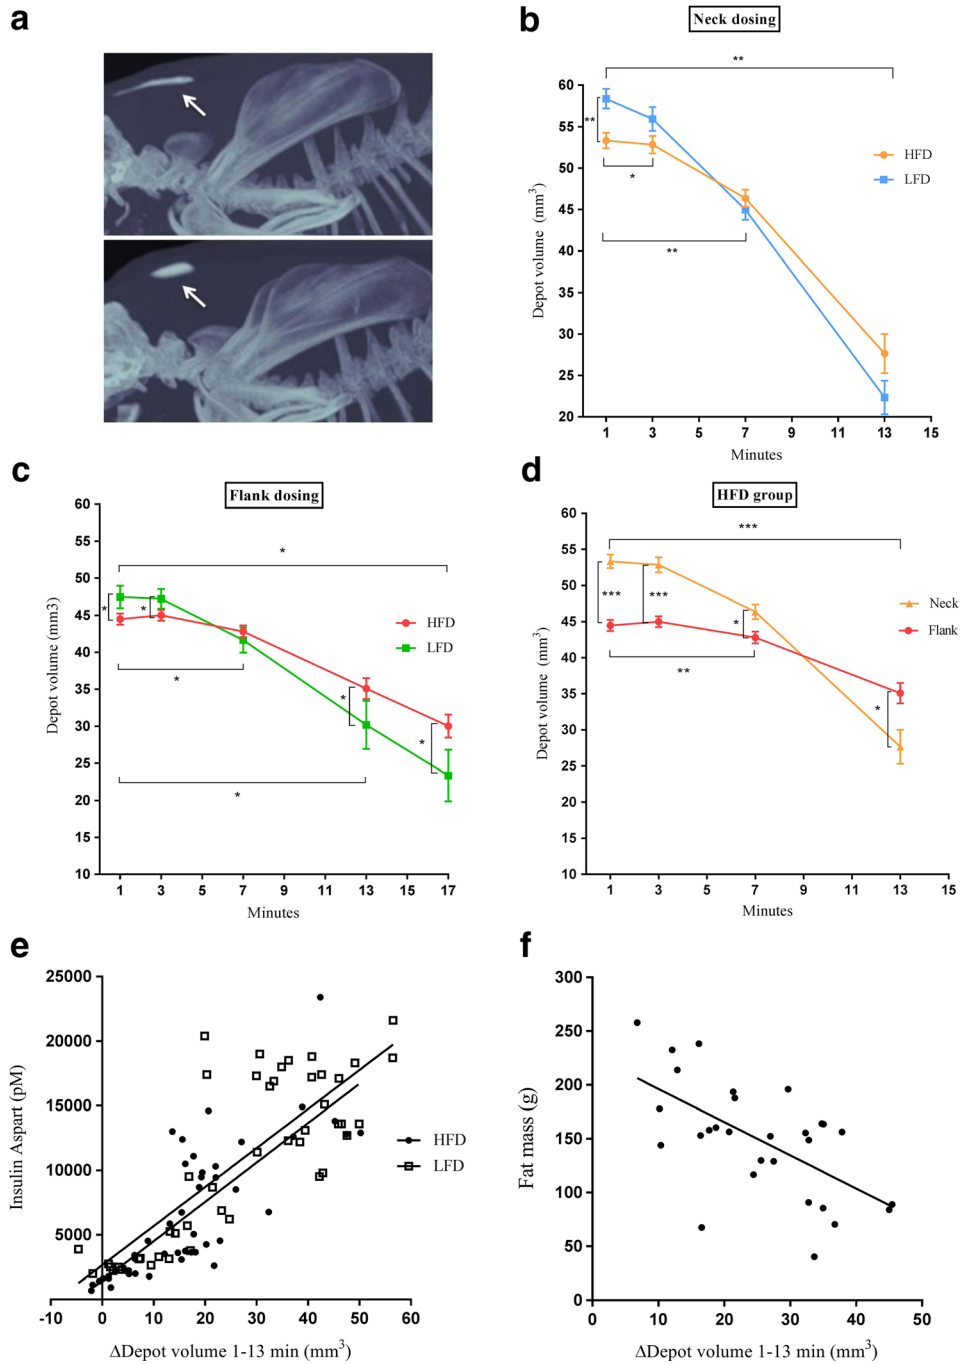 a
b
Neck dosing
**
**
*
**
60
55
50
45
40
35
30
25
20
Depot volume (mm³)
1 3 5 7 9 11 13 15
Minutes
HFD
LFD
c
Flank dosing
*
*
*
*
*
*
*
60
55
50
45
40
35
30
25
20
15
10
Depot volume (mm3)
1 3 5 7 9 11 13 15 17
Minutes
HFD
LFD
d
HFD group
***
***
***
*
**
*
60
55
50
45
40
35
30
25
20
15
10
Depot volume (mm³)
1 3 5 7 9 11 13 15
Minutes
Neck
Flank
e
25000
20000
15000
10000
5000
Insulin Aspart (pM)
-10 0 10 20 30 40 50 60
ΔDepot volume 1-13 min (mm³)
HFD
LFD
f
300
250
200
150
100
50
0
Fat mass (g)
0 10 20 30 40 50
ΔDepot volume 1-13 min (mm³)